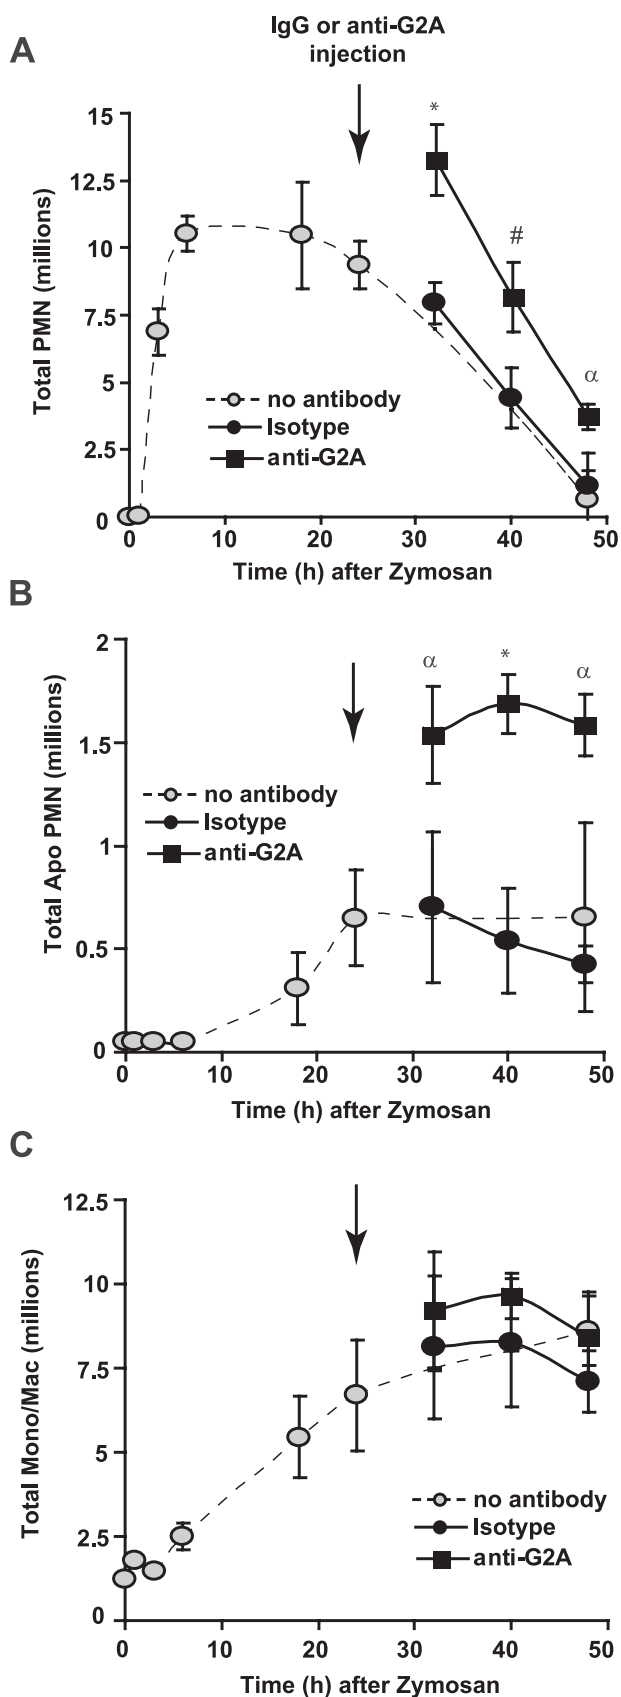 IgG or anti-G2A
injection
A
Total PMN (millions)
15
12.5
10
7.5
5
2.5
0
*
#
α
no antibody
Isotype
anti-G2A
0 10 20 30 40 50
Time (h) after Zymosan
B
Total Apo PMN (millions)
2
1.5
1
0.5
0
α * α
no antibody
Isotype
anti-G2A
0 10 20 30 40 50
Time (h) after Zymosan
C
Total Mono/Mac (millions)
12.5
10
7.5
5
2.5
0
no antibody
Isotype
anti-G2A
0 10 20 30 40 50
Time (h) after Zymosan